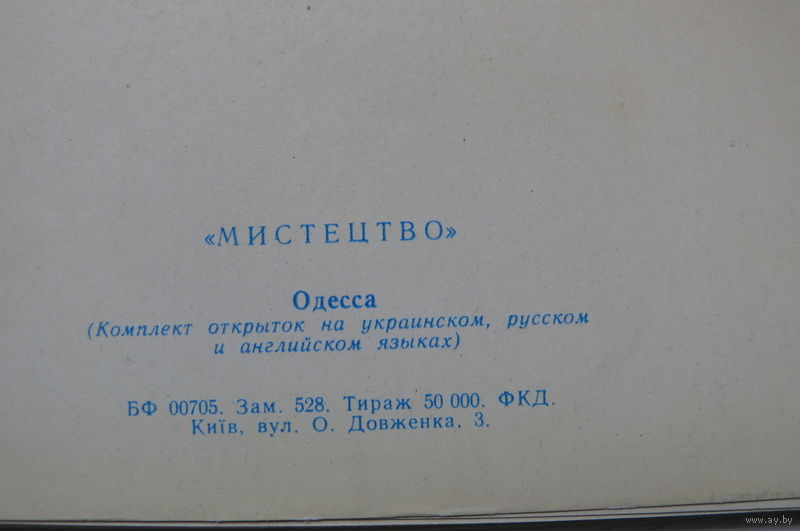 «МИСТЕЦТВО»
Одесса
(Комплект открыток на украинском, русском
и английском языках)
БФ 00705. Зам. 528. Тираж 50 000. ФКД.
Київ, вул. О. Довженка, 3.
www.ay.by